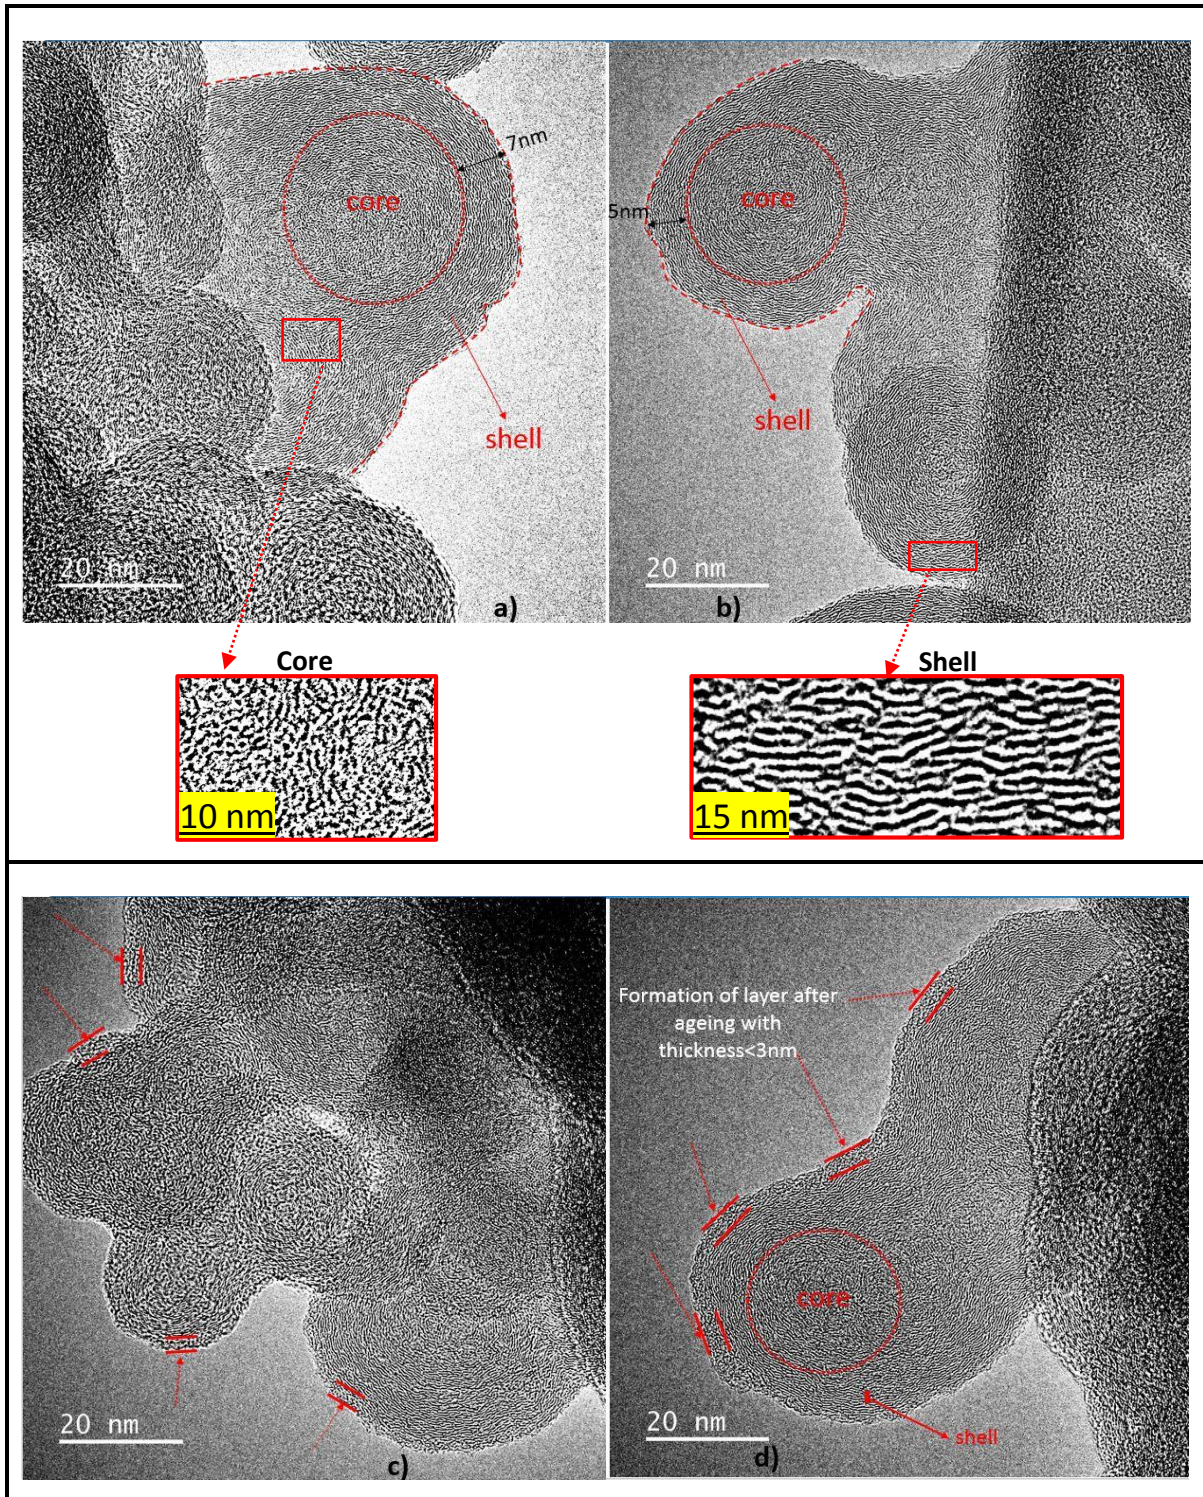 core
7nm
shell
20 nm
a)
core
5nm
shell
20 nm
b)
Core
10 nm
Shell
15 nm
20 nm
c)
Formation of layer after
ageing with
thickness<3nm
core
shell
20 nm
d)